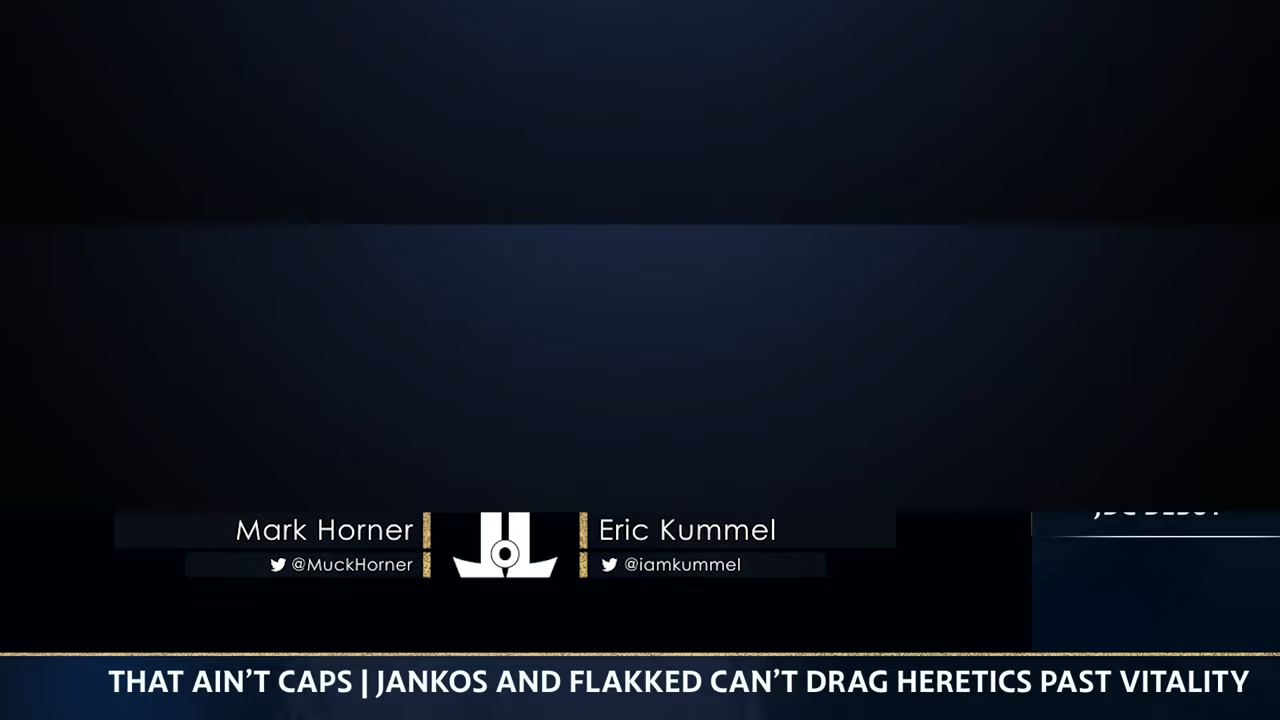 Mark Horner
Eric Kummel
@MuckHorner
@iamkummel
THAT AIN'T CAPS | JANKOS AND FLAKKED CAN'T DRAG HERETICS PAST VITALITY